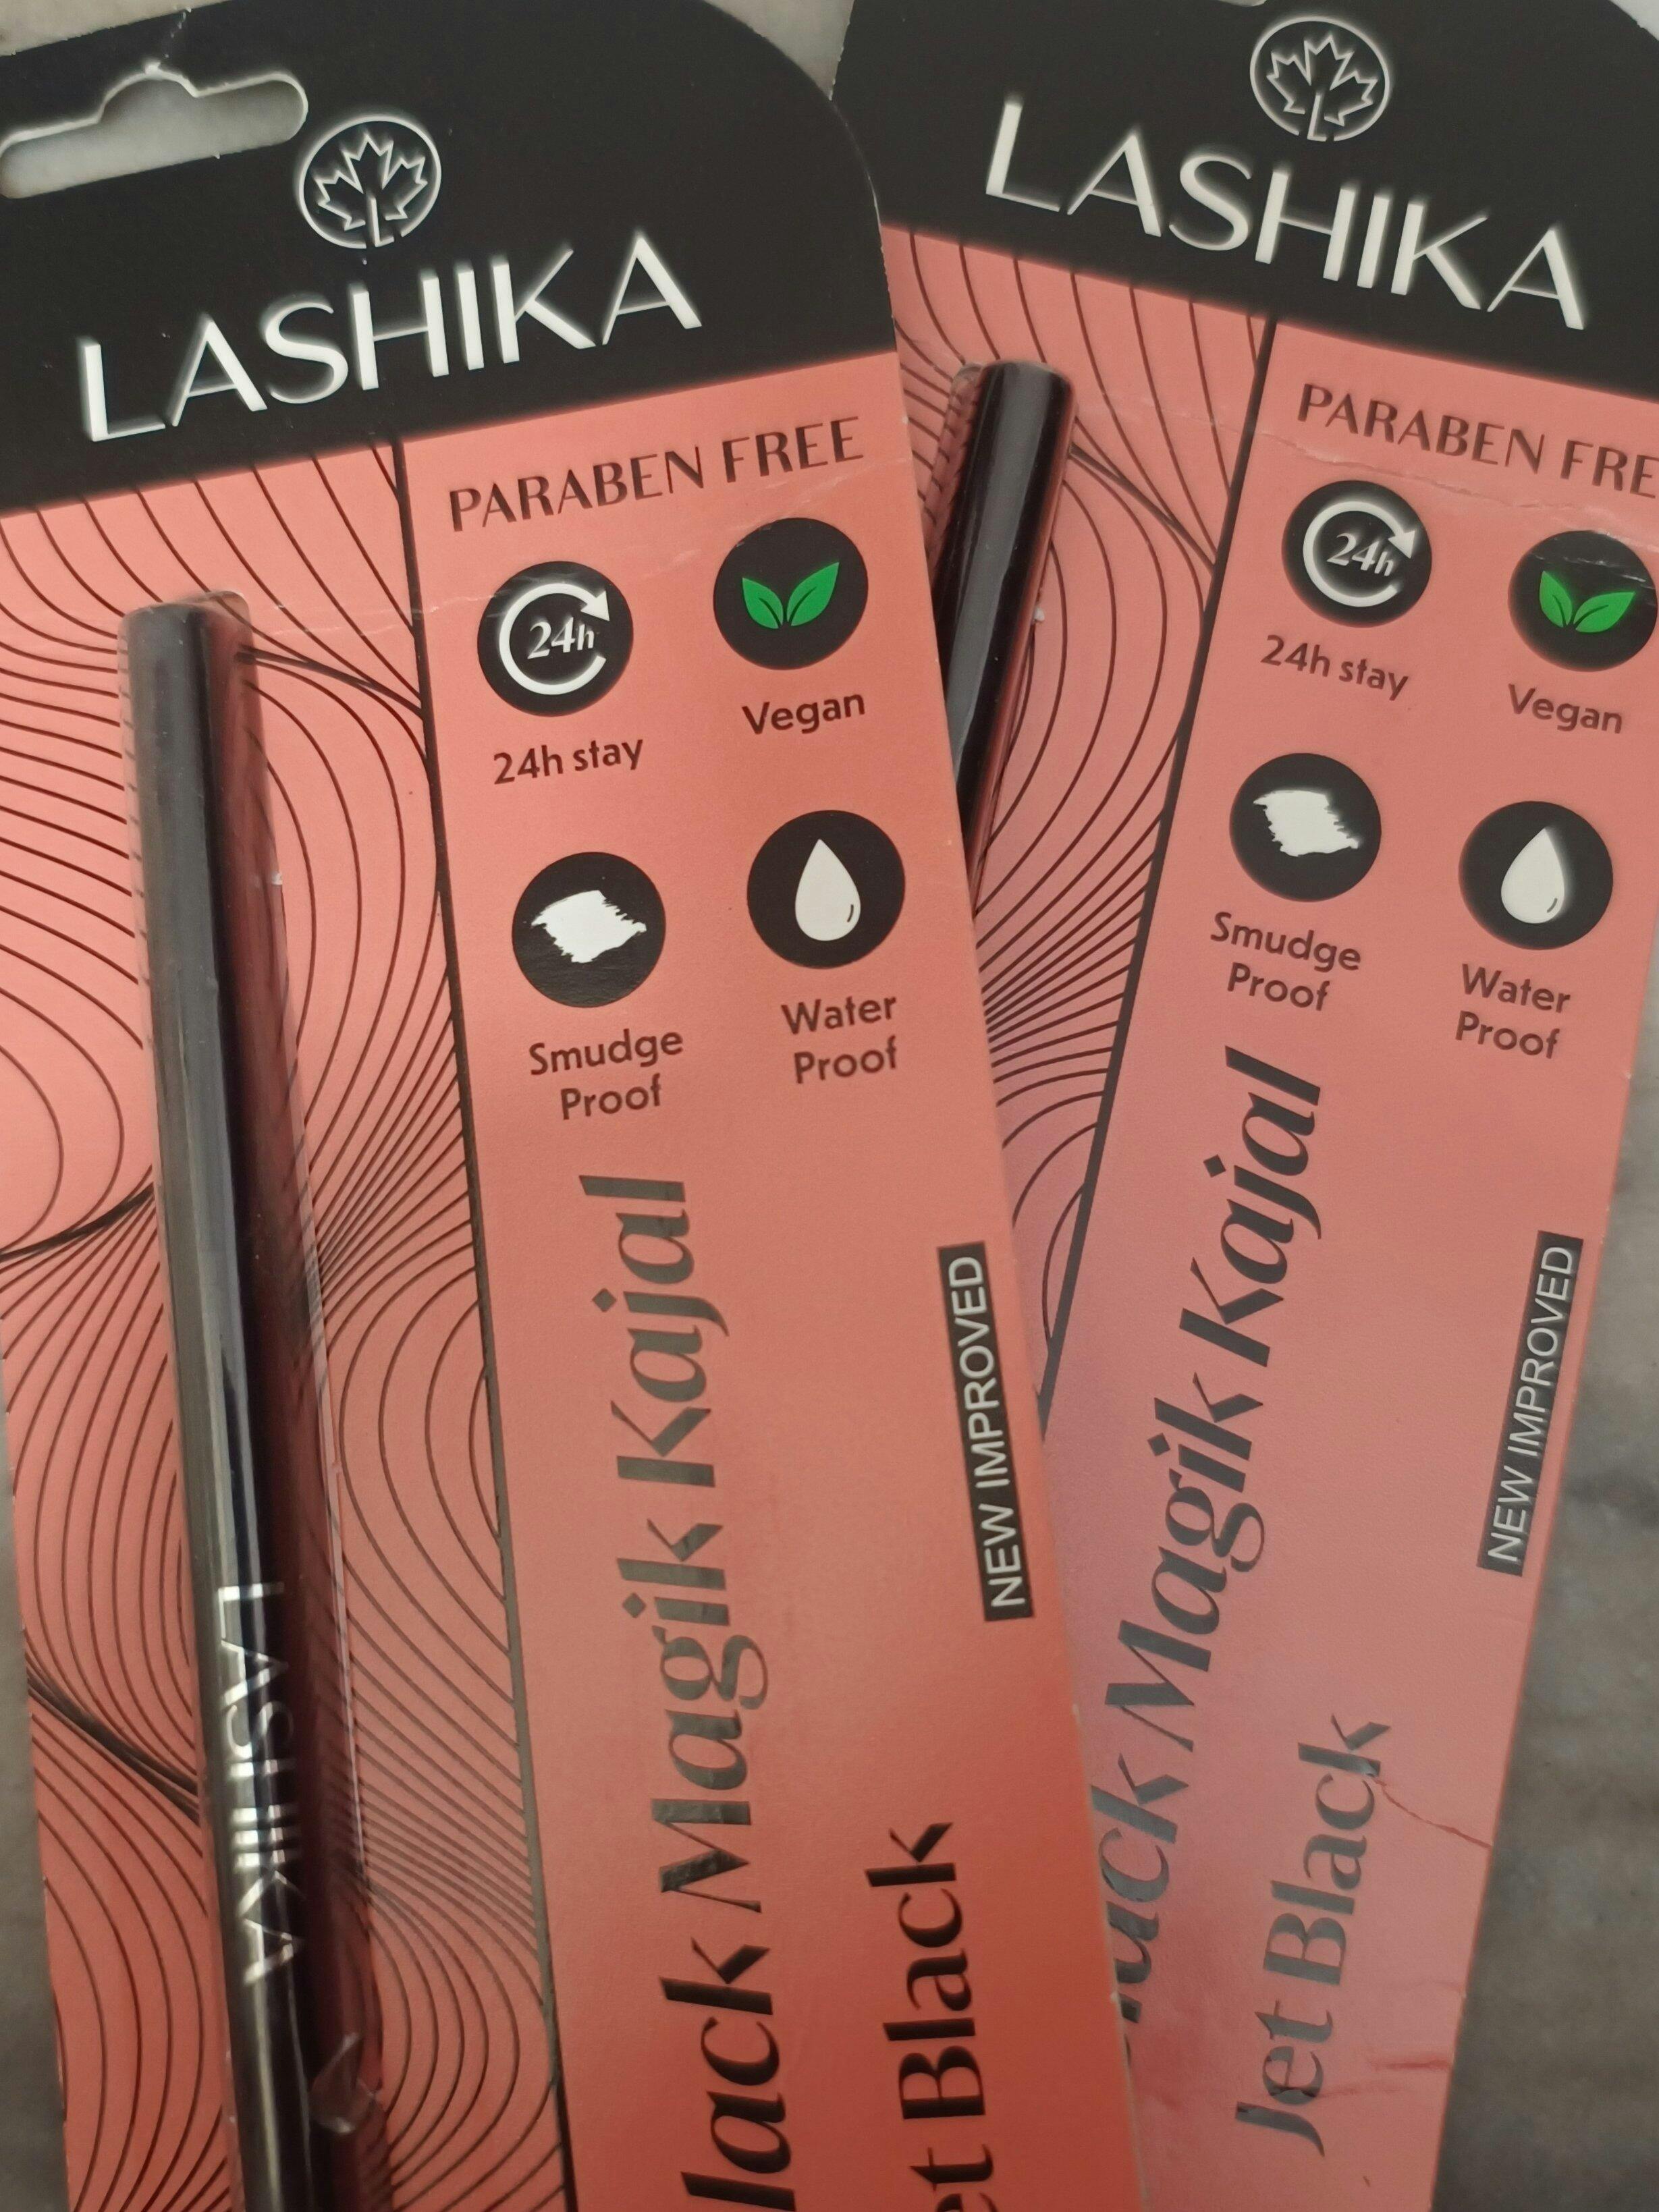 LASHIKA
PARABEN FREE
24h
24h stay
Vegan
Smudge
Proof
Water
Proof
Magik Kajal
NEW IMPROVED
Black
LASHIKA
LASHIKA
PARABEN
24h
24h stay
Vegan
Smudge
Proof
Water
Proof
Magik Kajal
Jet Black
NEW IMPROVED